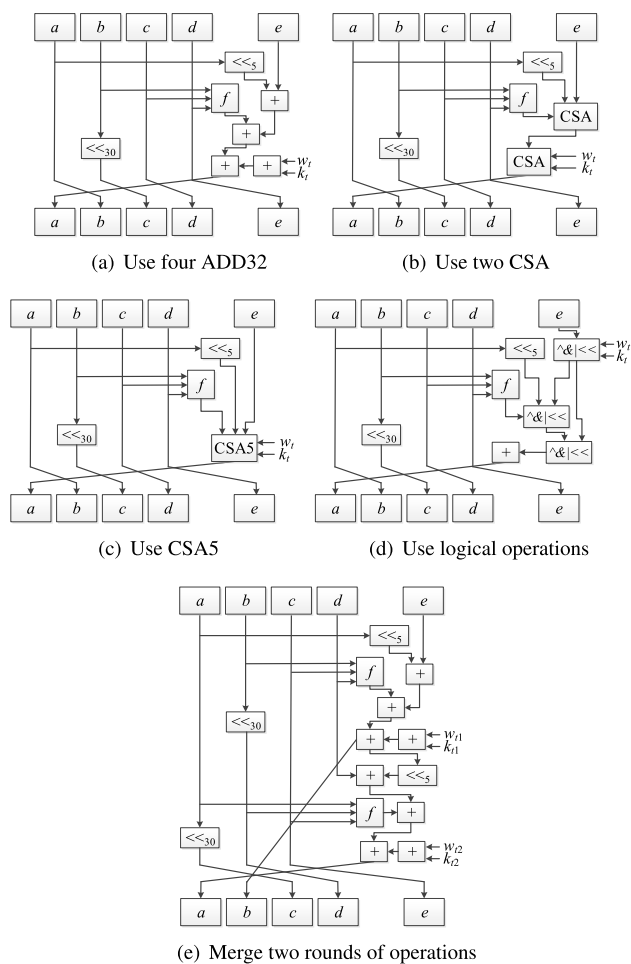 a b c d e a b c d e
<<5 <<5
f + f
+ CSA
<<30 <<30
+ + wt CSA wt
kt kt
a b c d e a b c d e
(a) Use four ADD32 (b) Use two CSA
a b c d e a b c d e
<<5 <<5 ^&|<< wt
kt
f f
^&|<<
<<30 CSA5 wt <<30
kt + ^&|<<
a b c d e a b c d e
(c) Use CSA5 (d) Use logical operations
a b c d e
<<5
f +
+
<<30
+ + wt1
kt1
+ <<5
f +
<<30
+ + wt2
kt2
a b c d e
(e) Merge two rounds of operations